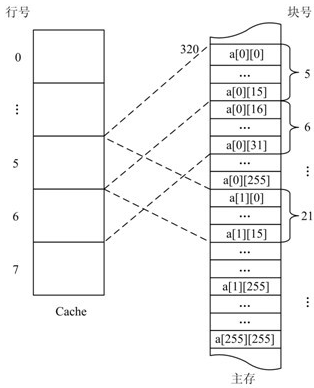 行号
块号
0
⋮
5
6
7
Cache
320
a[0][0]
...
a[0][15]
a[0][16]
...
a[0][31]
...
a[0][255]
a[1][0]
...
a[1][15]
...
...
a[1][255]
...
...
a[255][255]
主存
5
6
⋮
21
⋮